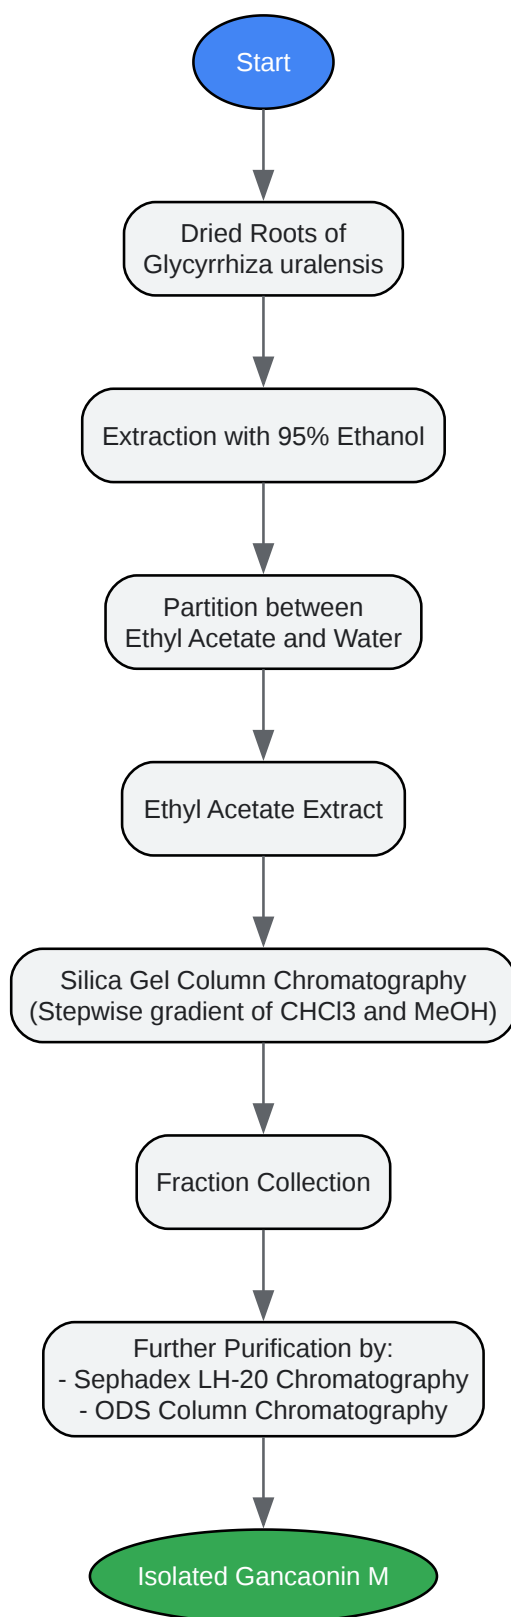 Start
Dried Roots of
Glycyrrhiza uralensis
Extraction with 95% Ethanol
Partition between
Ethyl Acetate and Water
Ethyl Acetate Extract
Silica Gel Column Chromatography
(Stepwise gradient of CHCl3 and MeOH)
Fraction Collection
Further Purification by:
- Sephadex LH-20 Chromatography
- ODS Column Chromatography
Isolated Gancaonin M